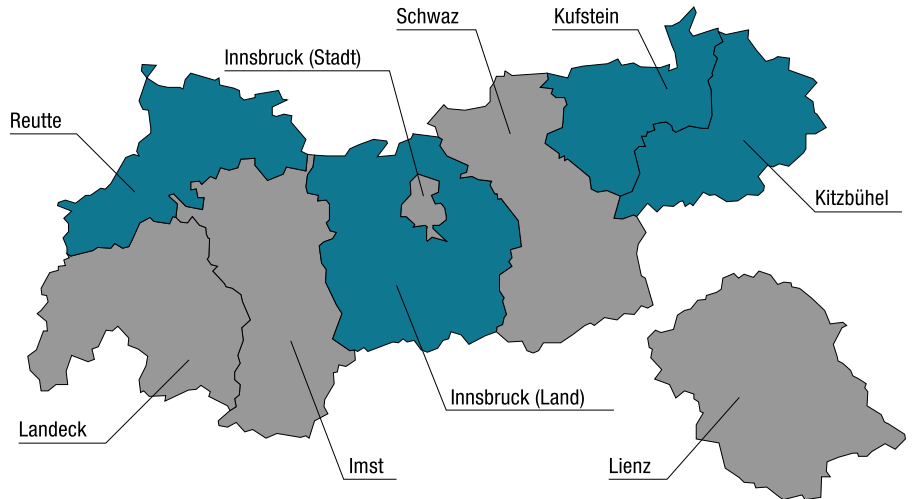 Schwaz
Kufstein
Innsbruck (Stadt)
Reutte
Kitzbühel
Innsbruck (Land)
Landeck
Imst
Lienz